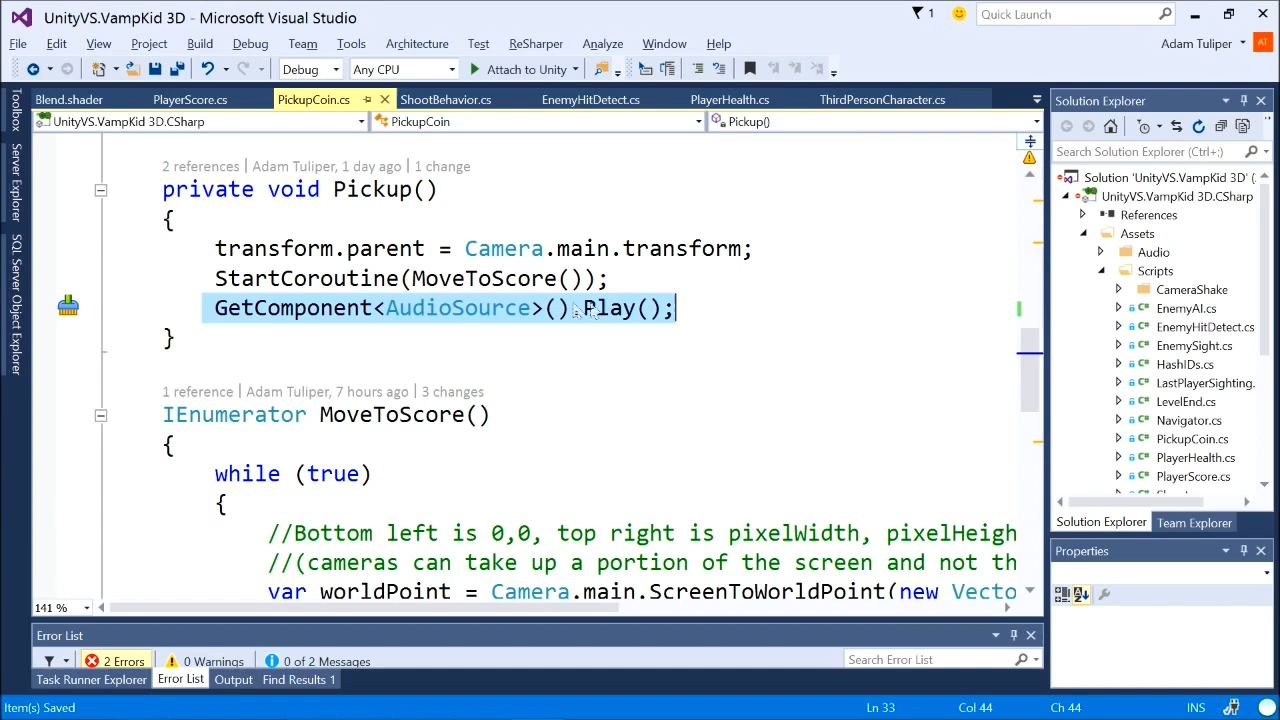 UnityVS.VampKid 3D - Microsoft Visual Studio
1
Quick Launch
File Edit View Project Build Debug Team Tools Architecture Test ReSharper Analyze Window Help
Adam Tuliper AT
Debug Any CPU Attach to Unity
Toolbox
Server Explorer
SQL Server Object Explorer
Blend.shader PlayerScore.cs PickupCoin.cs ShootBehavior.cs EnemyHitDetect.cs PlayerHealth.cs ThirdPersonCharacter.cs
UnityVS.VampKid 3D.CSharp PickupCoin Pickup()
2 references | Adam Tuliper, 1 day ago | 1 change
private void Pickup()
{
transform.parent = Camera.main.transform;
StartCoroutine(MoveToScore());
GetComponent<AudioSource>().Play();
}
1 reference | Adam Tuliper, 7 hours ago | 3 changes
IEnumerator MoveToScore()
{
while (true)
{
//Bottom left is 0,0, top right is pixelWidth, pixelHeigh
//(cameras can take up a portion of the screen and not th
var worldPoint = Camera.main.ScreenToWorldPoint(new Vecto
141 %
Solution Explorer
Search Solution Explorer (Ctrl+;)
Solution 'UnityVS.VampKid 3D' (
UnityVS.VampKid 3D.CSharp
References
Assets
Audio
Scripts
CameraShake
EnemyAI.cs
EnemyHitDetect.cs
EnemySight.cs
HashIDs.cs
LastPlayerSighting.
LevelEnd.cs
Navigator.cs
PickupCoin.cs
PlayerHealth.cs
PlayerScore.cs
Solution Explorer Team Explorer
Properties
Error List
2 Errors 0 Warnings 0 of 2 Messages Search Error List
Task Runner Explorer Error List Output Find Results 1
Item(s) Saved Ln 33 Col 44 Ch 44 INS